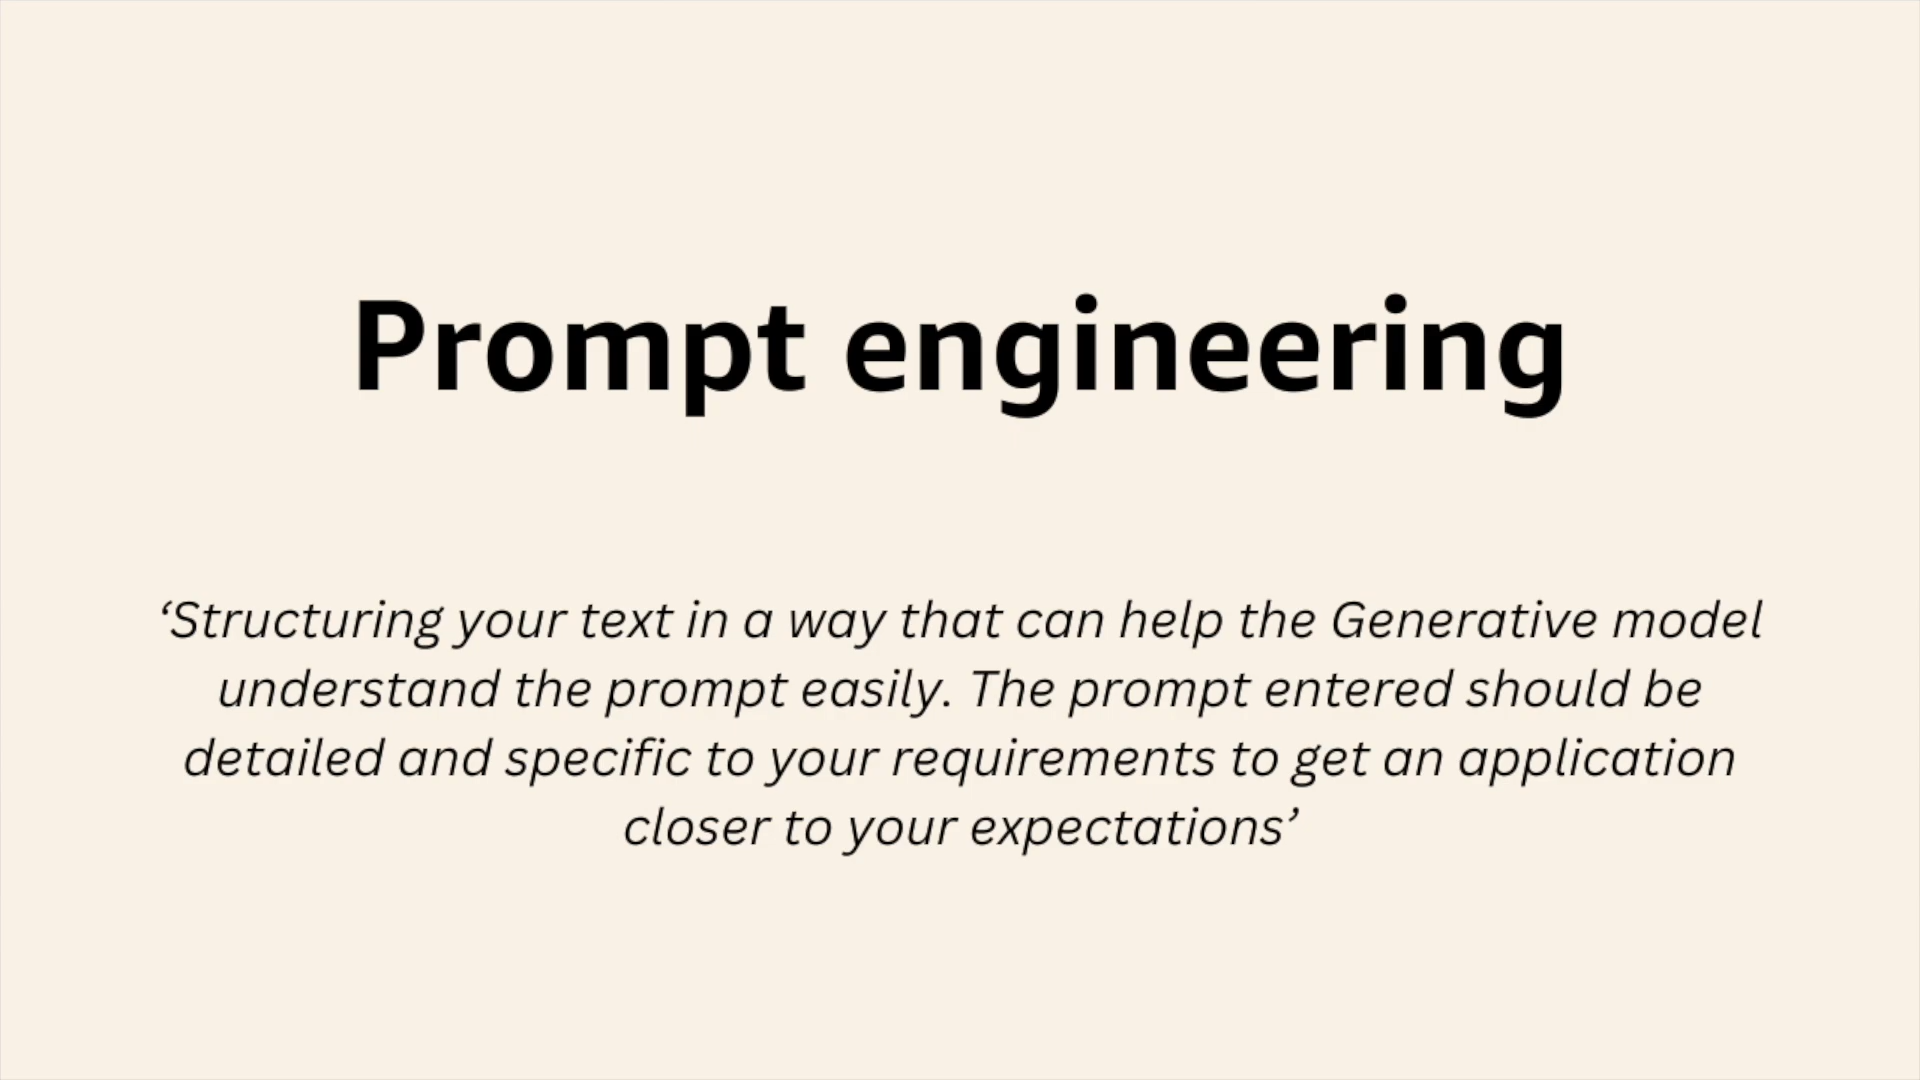 Prompt engineering
‘Structuring your text in a way that can help the Generative model
understand the prompt easily. The prompt entered should be
detailed and specific to your requirements to get an application
closer to your expectations’